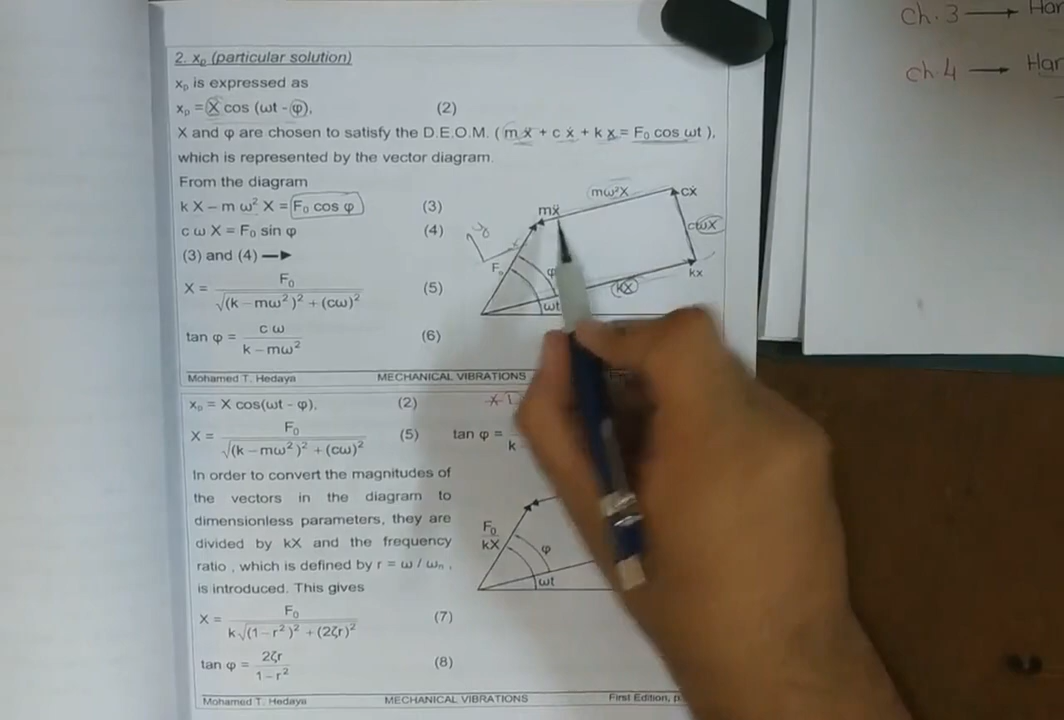 2. xₚ (particular solution)
xₚ is expressed as
xₚ = X cos (ωt - φ), (2)
X and φ are chosen to satisfy the D.E.O.M. ( m ẍ + c ẋ + k x = F₀ cos ωt ),
which is represented by the vector diagram.
From the diagram
k X – m ω² X = F₀ cos φ (3)
c ω X = F₀ sin φ (4)
(3) and (4)
X = F₀ / √((k – mω²)² + (cω)²) (5)
tan φ = c ω / k – mω² (6)
mω²X
cẋ
mẍ
cωX
kx
kX
φ
ωt
Mohamed T. Hedaya MECHANICAL VIBRATIONS
xₚ = X cos(ωt - φ), (2)
X = F₀ / √((k – mω²)² + (cω)²) (5) tan φ =
k
In order to convert the magnitudes of
the vectors in the diagram to
dimensionless parameters, they are
divided by kX and the frequency
ratio , which is defined by r = ω / ωₙ ,
is introduced. This gives
X = F₀ / k√((1 – r²)² + (2ζr)²) (7)
tan φ = 2ζr / 1 – r² (8)
F₀ / kX
φ
ωt
Mohamed T. Hedaya MECHANICAL VIBRATIONS First Edition, p.
ch. 3 → Har
ch. 4 → Har